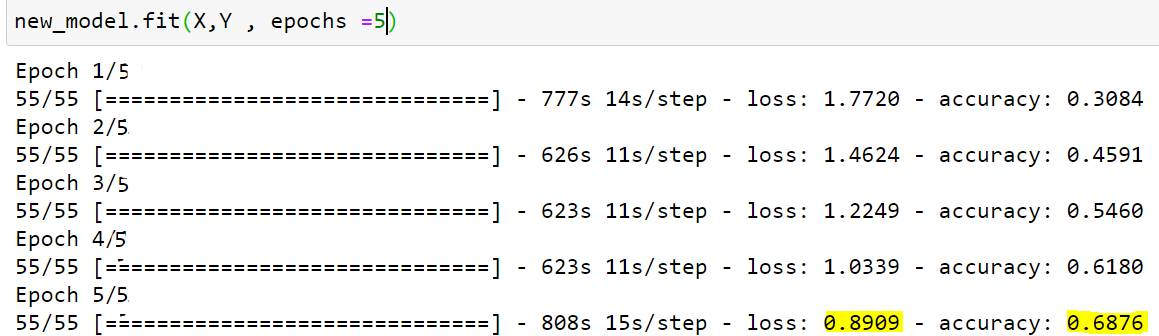 new_model.fit(X,Y , epochs =5)
Epoch 1/5
55/55 [==============================] - 777s 14s/step - loss: 1.7720 - accuracy: 0.3084
Epoch 2/5
55/55 [==============================] - 626s 11s/step - loss: 1.4624 - accuracy: 0.4591
Epoch 3/5
55/55 [==============================] - 623s 11s/step - loss: 1.2249 - accuracy: 0.5460
Epoch 4/5
55/55 [==============================] - 623s 11s/step - loss: 1.0339 - accuracy: 0.6180
Epoch 5/5
55/55 [==============================] - 808s 15s/step - loss: 0.8909 - accuracy: 0.6876